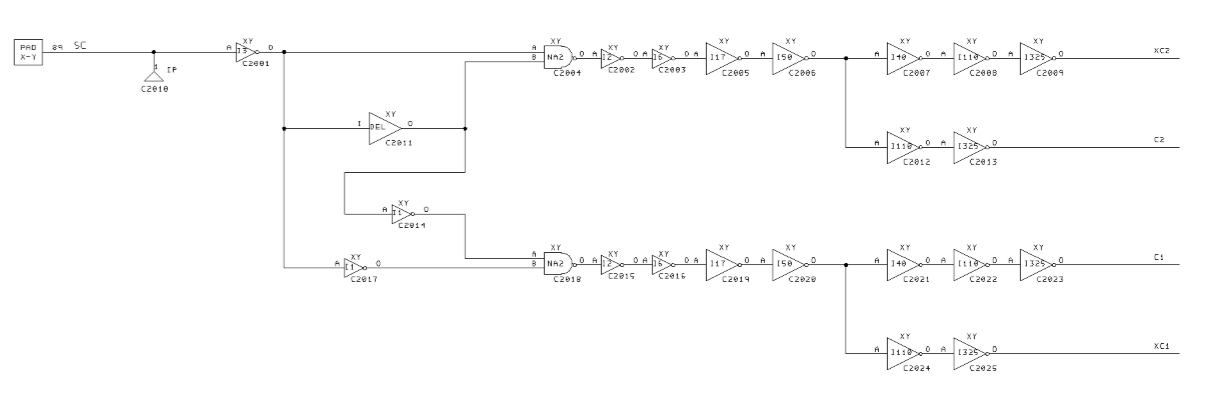 PAD
X-Y
89 SC
1 IP
C2010
XY
A I3 O
C2001
XY
A
B NA2 O
C2004
XY
A I2 O
C2002
XY
A I6 O
C2003
XY
A I17 O
C2005
XY
A I50 O
C2006
XY
A I40 O
C2007
XY
A I110 O
C2008
XY
A I325 O
C2009
XC2
XY
I DEL O
C2011
XY
A I110 O
C2012
XY
A I325 O
C2013
C2
XY
A I1 O
C2014
XY
A I1 O
C2017
XY
A
B NA2 O
C2018
XY
A I2 O
C2015
XY
A I6 O
C2016
XY
A I17 O
C2019
XY
A I50 O
C2020
XY
A I40 O
C2021
XY
A I110 O
C2022
XY
A I325 O
C2023
C1
XY
A I110 O
C2024
XY
A I325 O
C2025
XC1